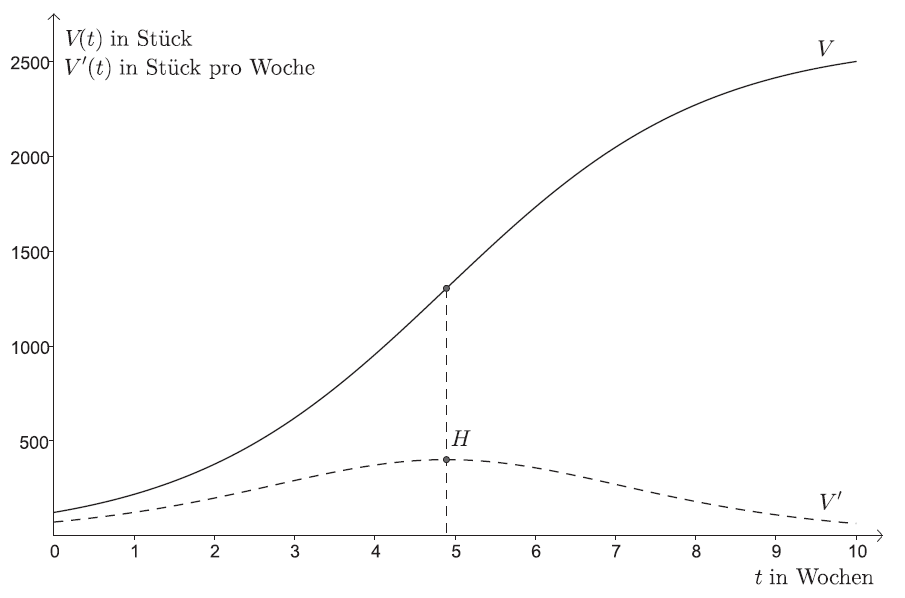 V(t) in Stück
V′(t) in Stück pro Woche
2500
2000
1500
1000
500
V
H
V′
0 1 2 3 4 5 6 7 8 9 10
t in Wochen